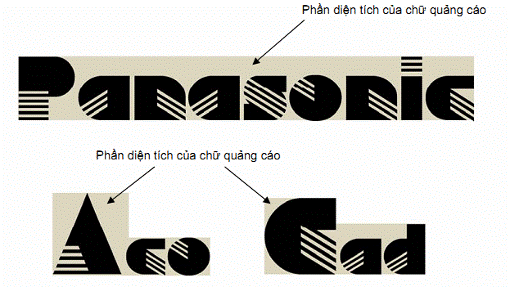 Phần diện tích của chữ quảng cáo
Panasonic
Phần diện tích của chữ quảng cáo
Aco Cad